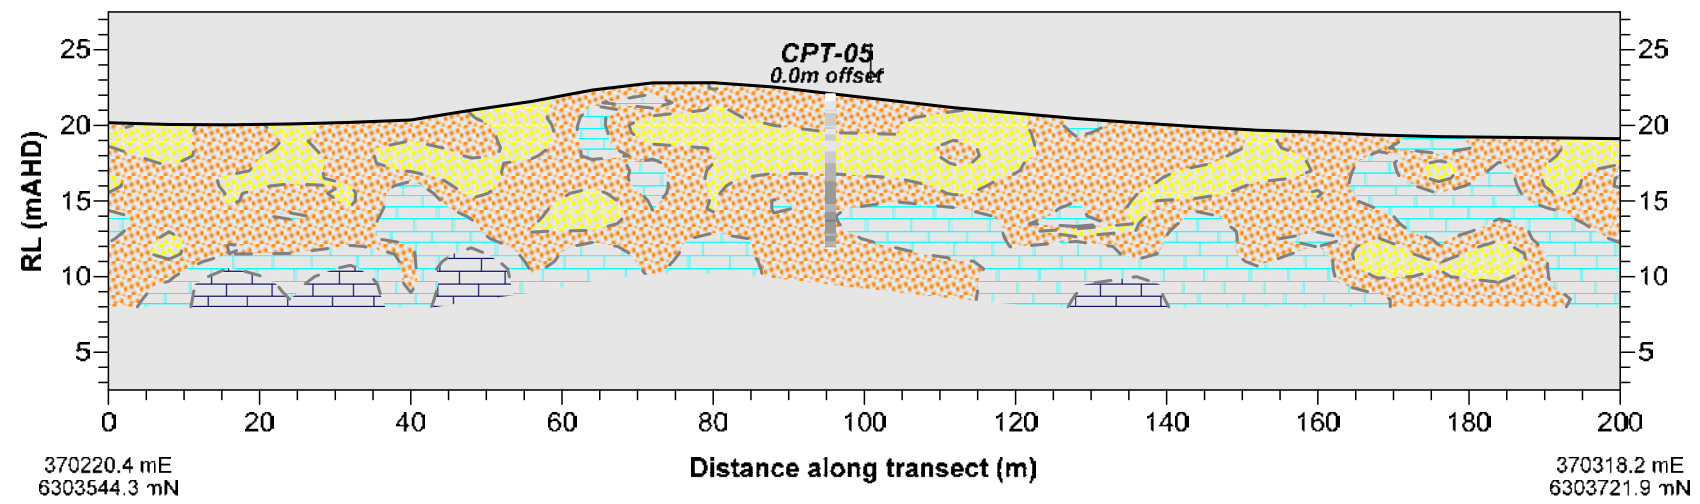 CPT-05
0.0m offset
25
20
15
10
5
RL (mAHD)
25
20
15
10
5
0 20 40 60 80 100 120 140 160 180 200
Distance along transect (m)
370220.4 mE
6303544.3 mN
370318.2 mE
6303721.9 mN